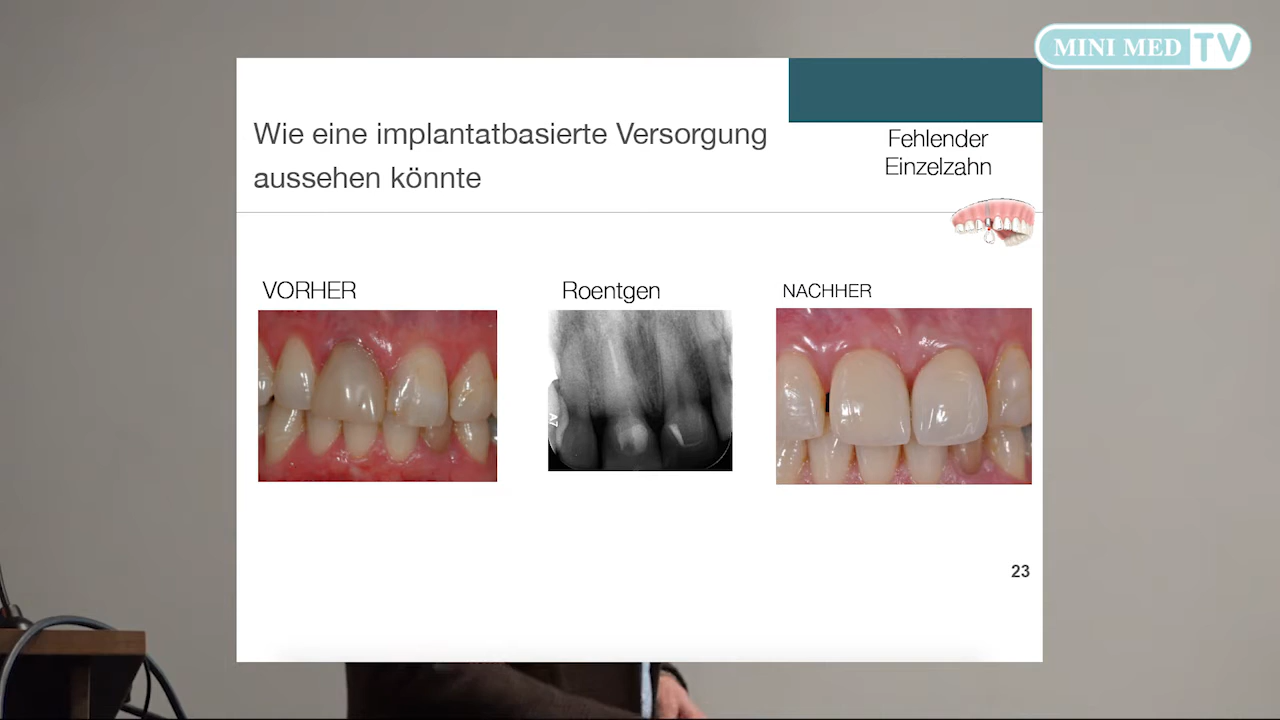 MINI MED TV
Wie eine implantatbasierte Versorgung
aussehen könnte
Fehlender
Einzelzahn
VORHER
Roentgen
NACHHER
23